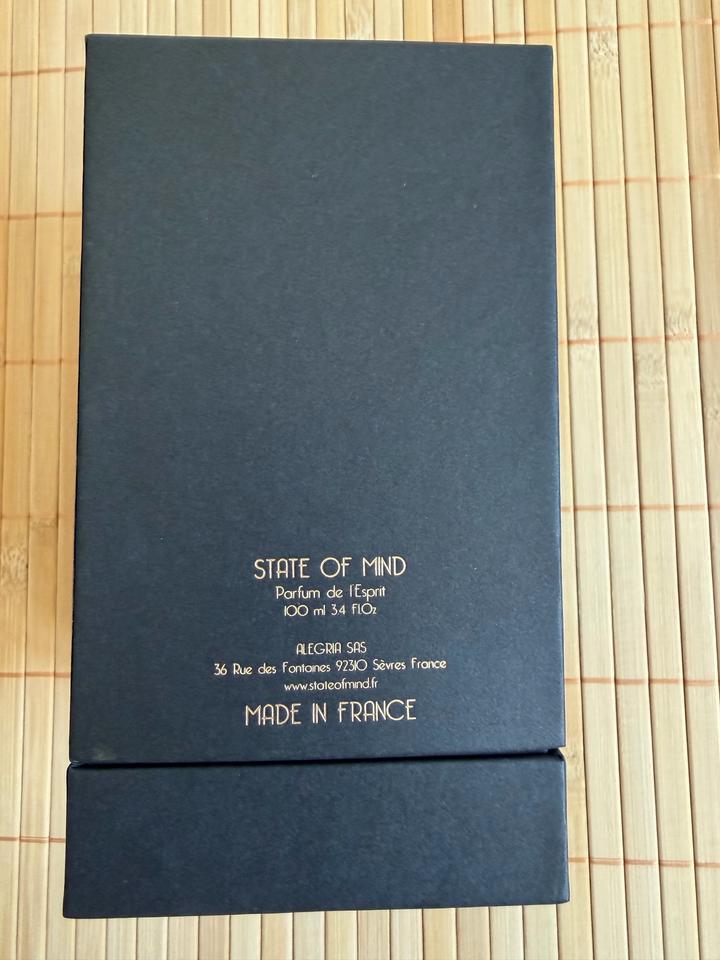 STATE OF MIND
Parfum de l'Esprit
100 ml 3.4 Fl.Oz
ALEGRIA SAS
36 Rue des Fontaines 92310 Sèvres France
www.stateofmind.fr
MADE IN FRANCE